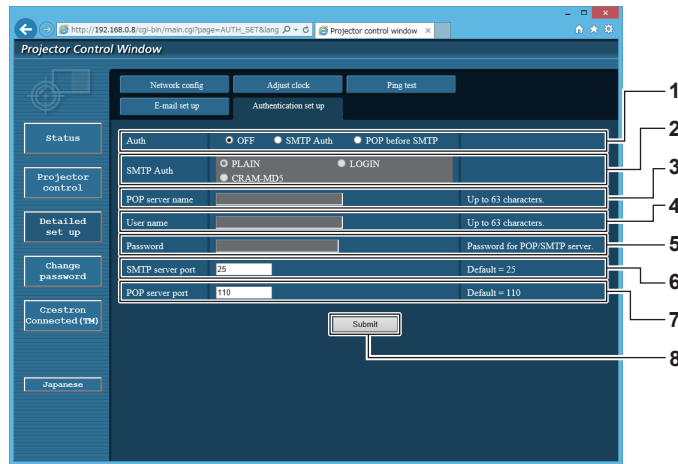 http://192.168.0.8/cgi-bin/main.cgi?page=AUTH_SET&lang
Projector control window ×
Projector Control Window
Network config Adjust clock Ping test
E-mail set up Authentication set up
Status
Projector control
Detailed set up
Change password
Crestron Connected(TM)
Japanese
Auth OFF SMTP Auth POP before SMTP
SMTP Auth PLAIN LOGIN
CRAM-MD5
POP server name Up to 63 characters.
User name Up to 63 characters.
Password Password for POP/SMTP server.
SMTP server port 25 Default = 25
POP server port 110 Default = 110
Submit
1
2
3
4
5
6
7
8